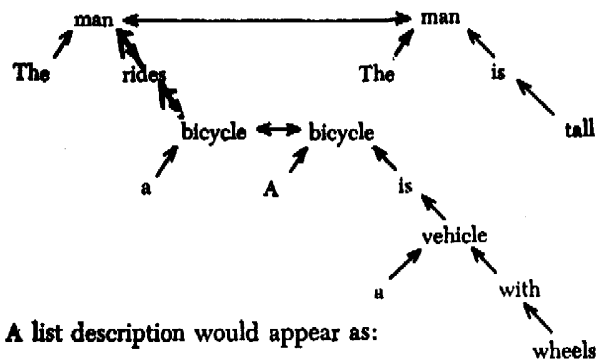 man man
The rides The is
bicycle bicycle tall
a A is
vehicle
a with
A list description would appear as:
wheels